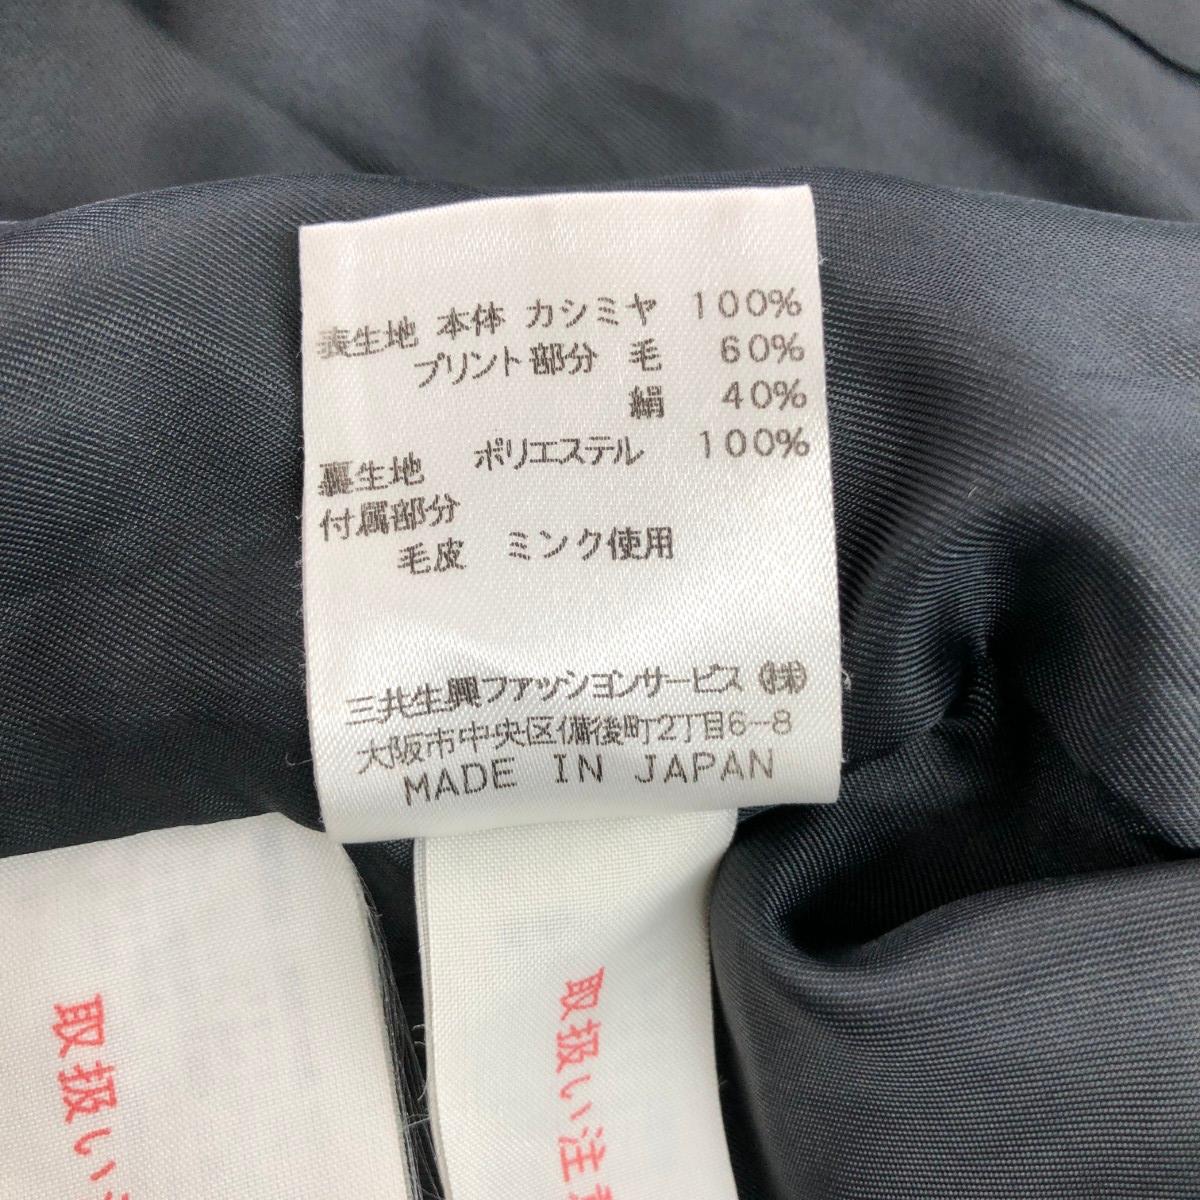 表生地 本体 カシミヤ 100%
プリント部分 毛 60%
絹 40%
裏生地 ポリエステル 100%
付属部分
毛皮 ミンク使用
三共生興ファッションサービス ㈱
大阪市中央区備後町2丁目6-8
MADE IN JAPAN
取扱い
取扱い注